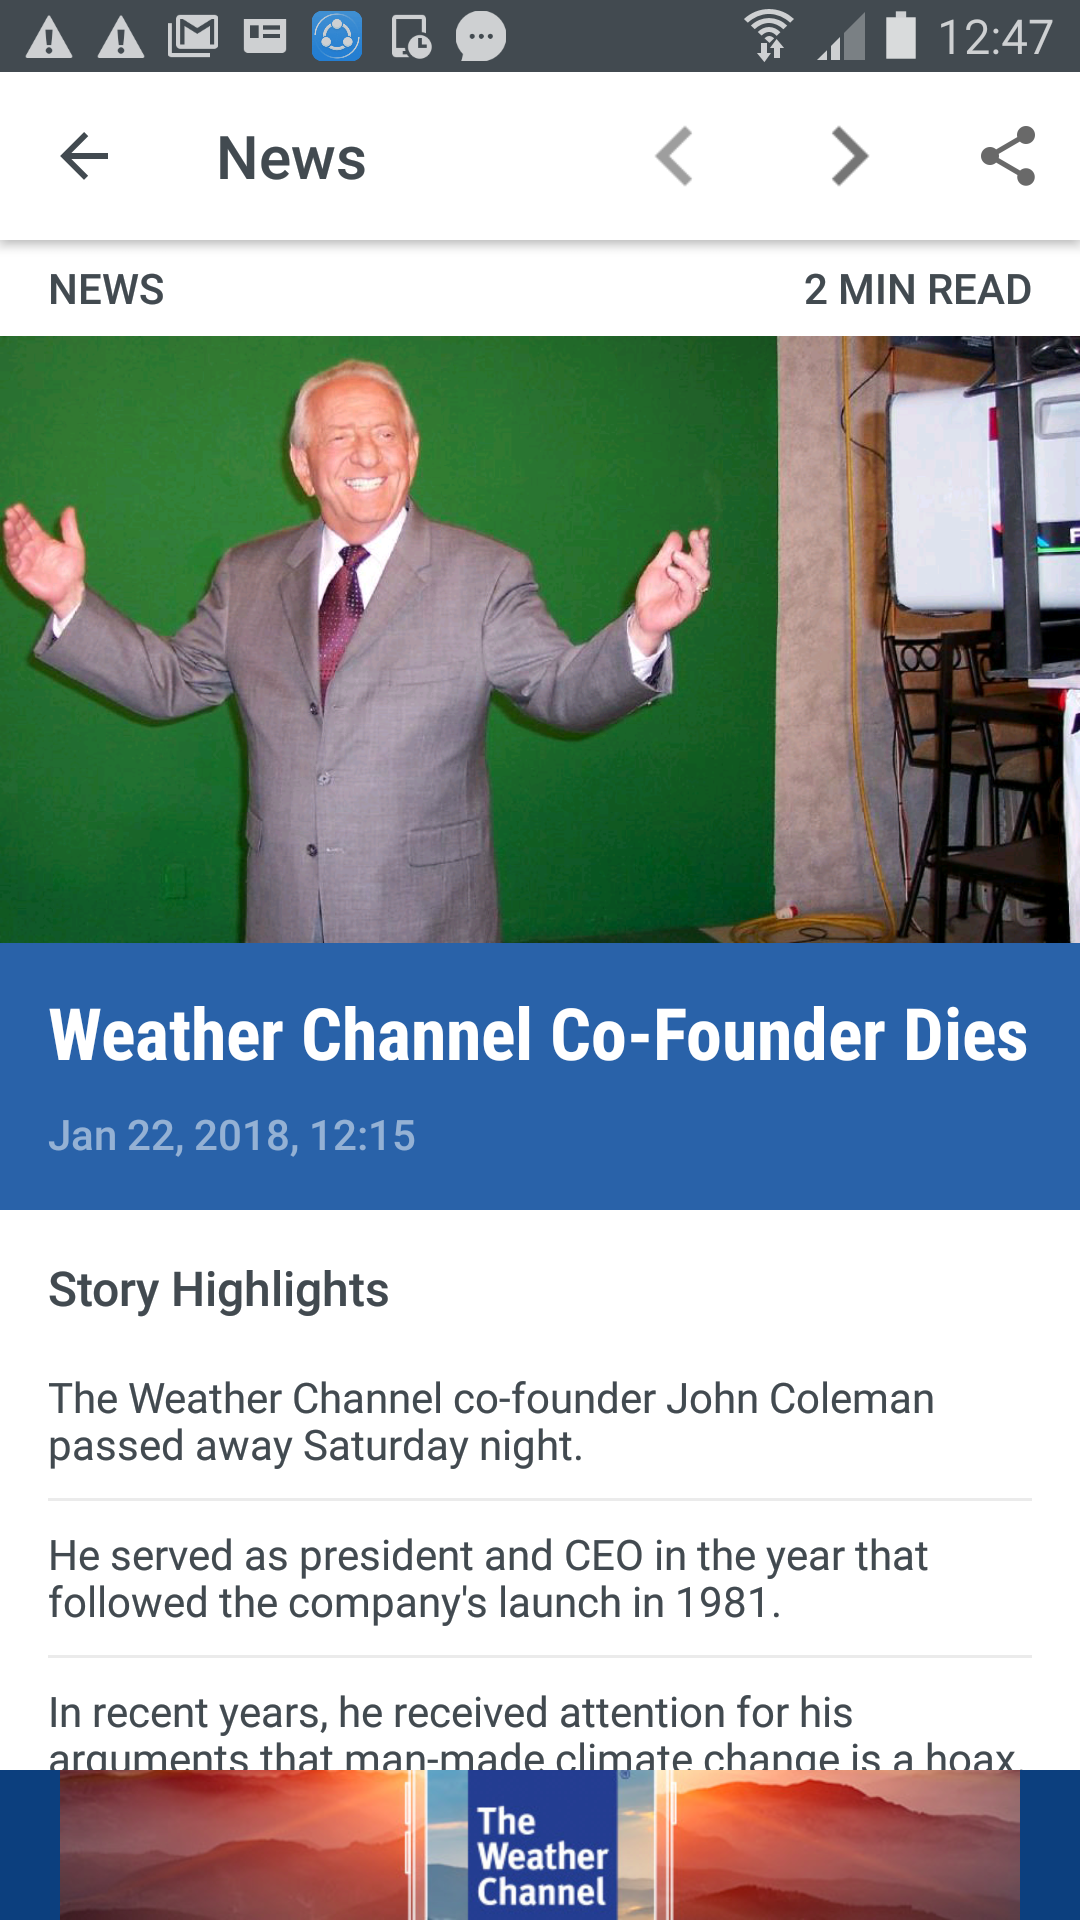 12:47
News
NEWS
2 MIN READ
F
Weather Channel Co-Founder Dies
Jan 22, 2018, 12:15
Story Highlights
The Weather Channel co-founder John Coleman
passed away Saturday night.
He served as president and CEO in the year that
followed the company's launch in 1981.
In recent years, he received attention for his
arguments that man-made climate change is a hoax
The
Weather
Channel